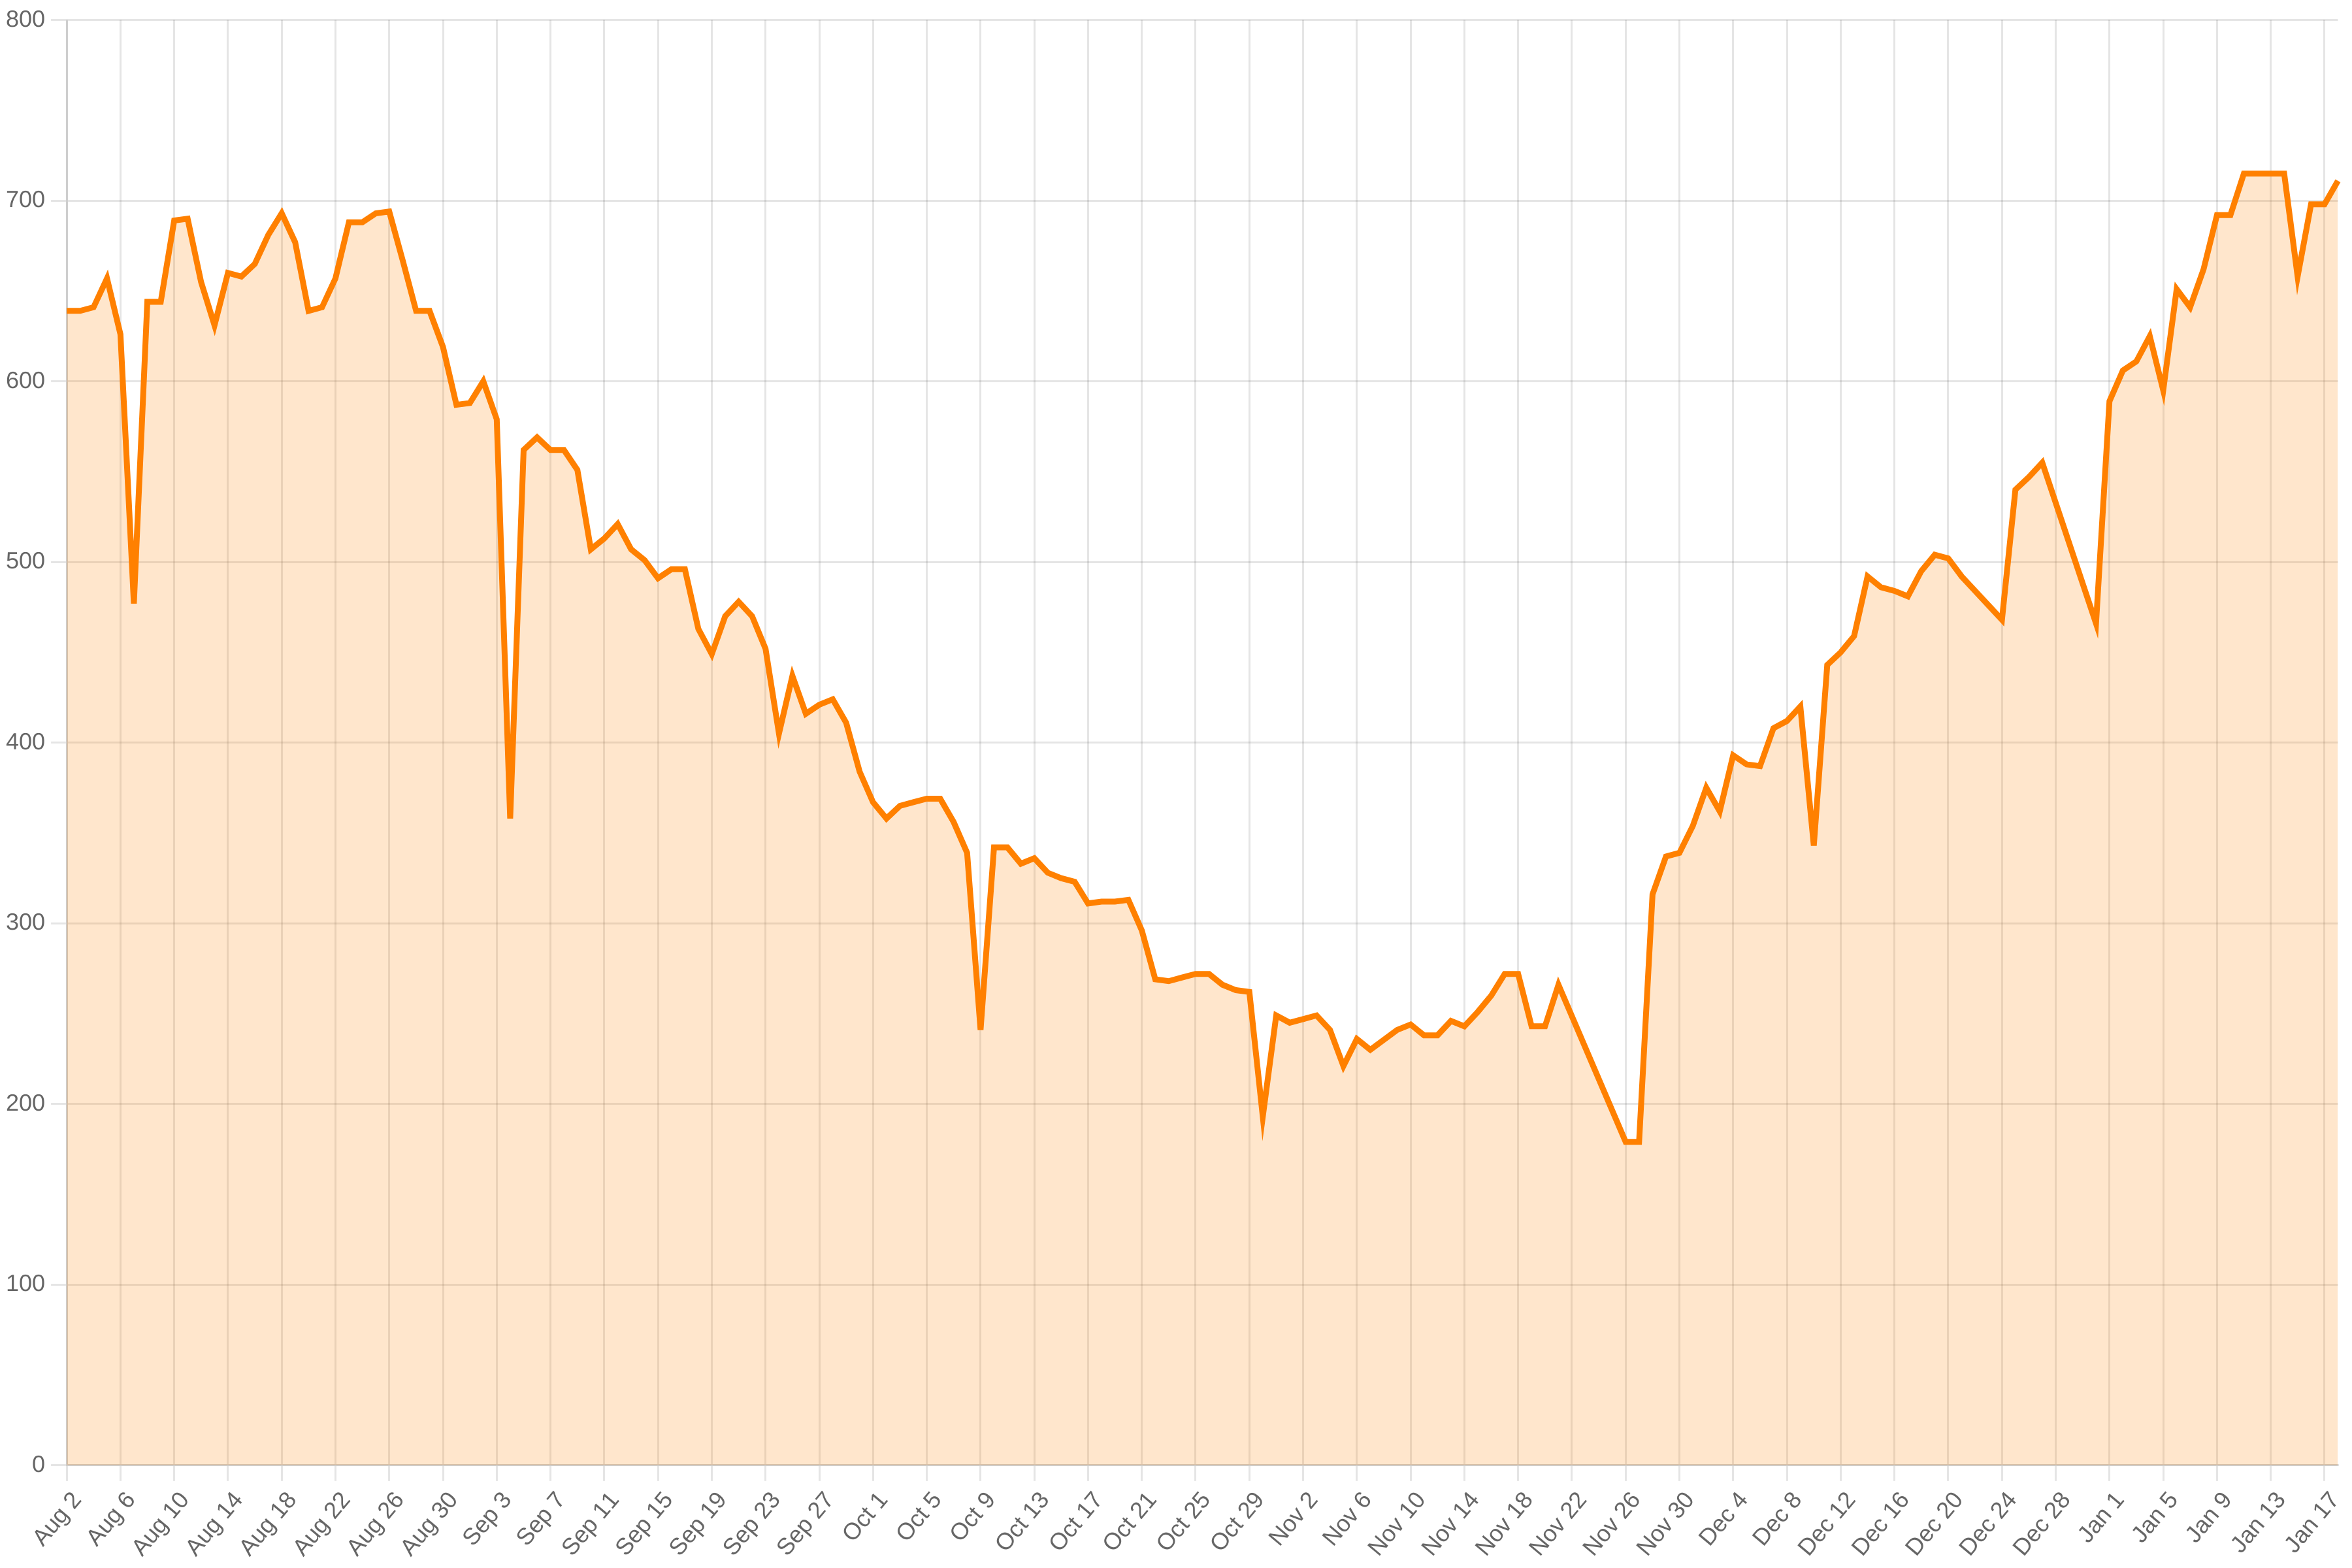 800
700
600
500
400
300
200
100
0
Aug 2
Aug 6
Aug 10
Aug 14
Aug 18
Aug 22
Aug 26
Aug 30
Sep 3
Sep 7
Sep 11
Sep 15
Sep 19
Sep 23
Sep 27
Oct 1
Oct 5
Oct 9
Oct 13
Oct 17
Oct 21
Oct 25
Oct 29
Nov 2
Nov 6
Nov 10
Nov 14
Nov 18
Nov 22
Nov 26
Nov 30
Dec 4
Dec 8
Dec 12
Dec 16
Dec 20
Dec 24
Dec 28
Jan 1
Jan 5
Jan 9
Jan 13
Jan 17